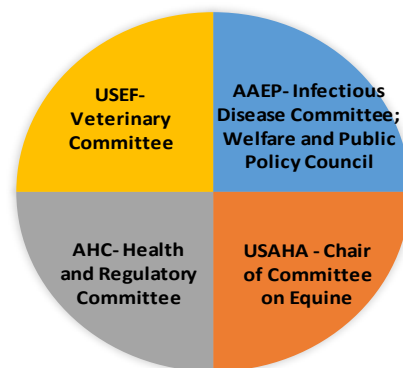 USEF-
Veterinary
Committee
AAEP- Infectious
Disease Committee;
Welfare and Public
Policy Council
AHC- Health
and Regulatory
Committee
USAHA - Chair
of Committee
on Equine